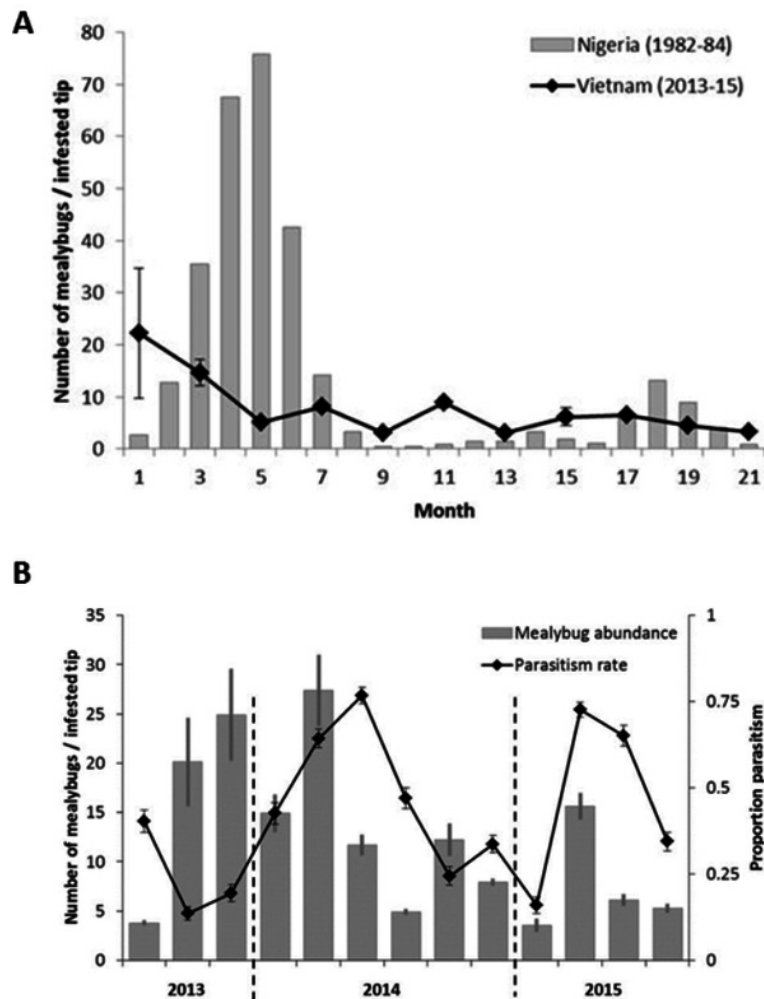 A
Nigeria (1982-84)
Vietnam (2013-15)
Number of mealybugs / infested tip
80
70
60
50
40
30
20
10
0
1 3 5 7 9 11 13 15 17 19 21
Month
B
Mealybug abundance
Parasitism rate
Number of mealybugs / infested tip
35
30
25
20
15
10
5
0
1
0.75
0.5
0.25
0
Proportion parasitism
2013 2014 2015